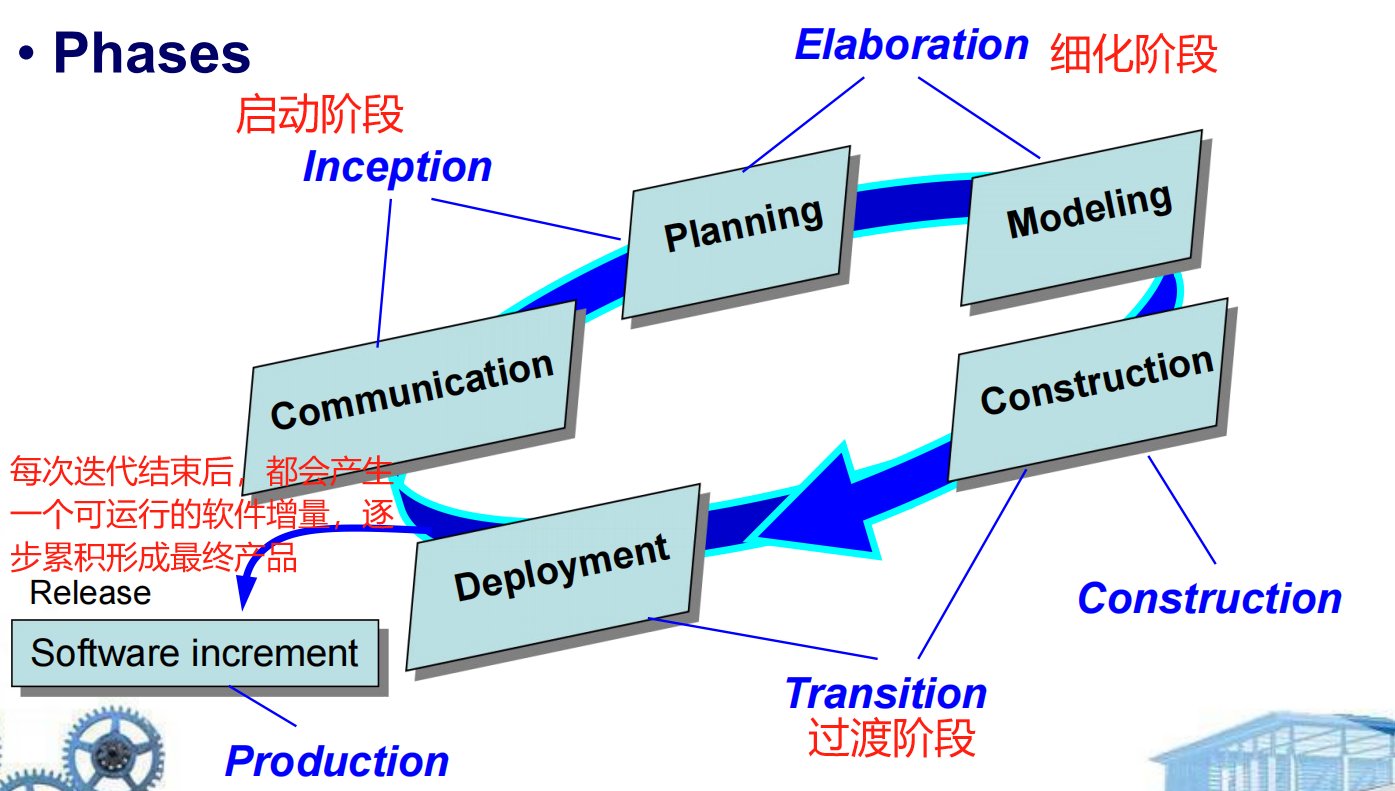 • Phases
Elaboration 细化阶段
启动阶段
Inception
Planning
Modeling
Communication
Construction
每次迭代结束后，都会产生
一个可运行的软件增量，逐
步累积形成最终产品
Deployment
Release
Software increment
Construction
Transition
过渡阶段
Production